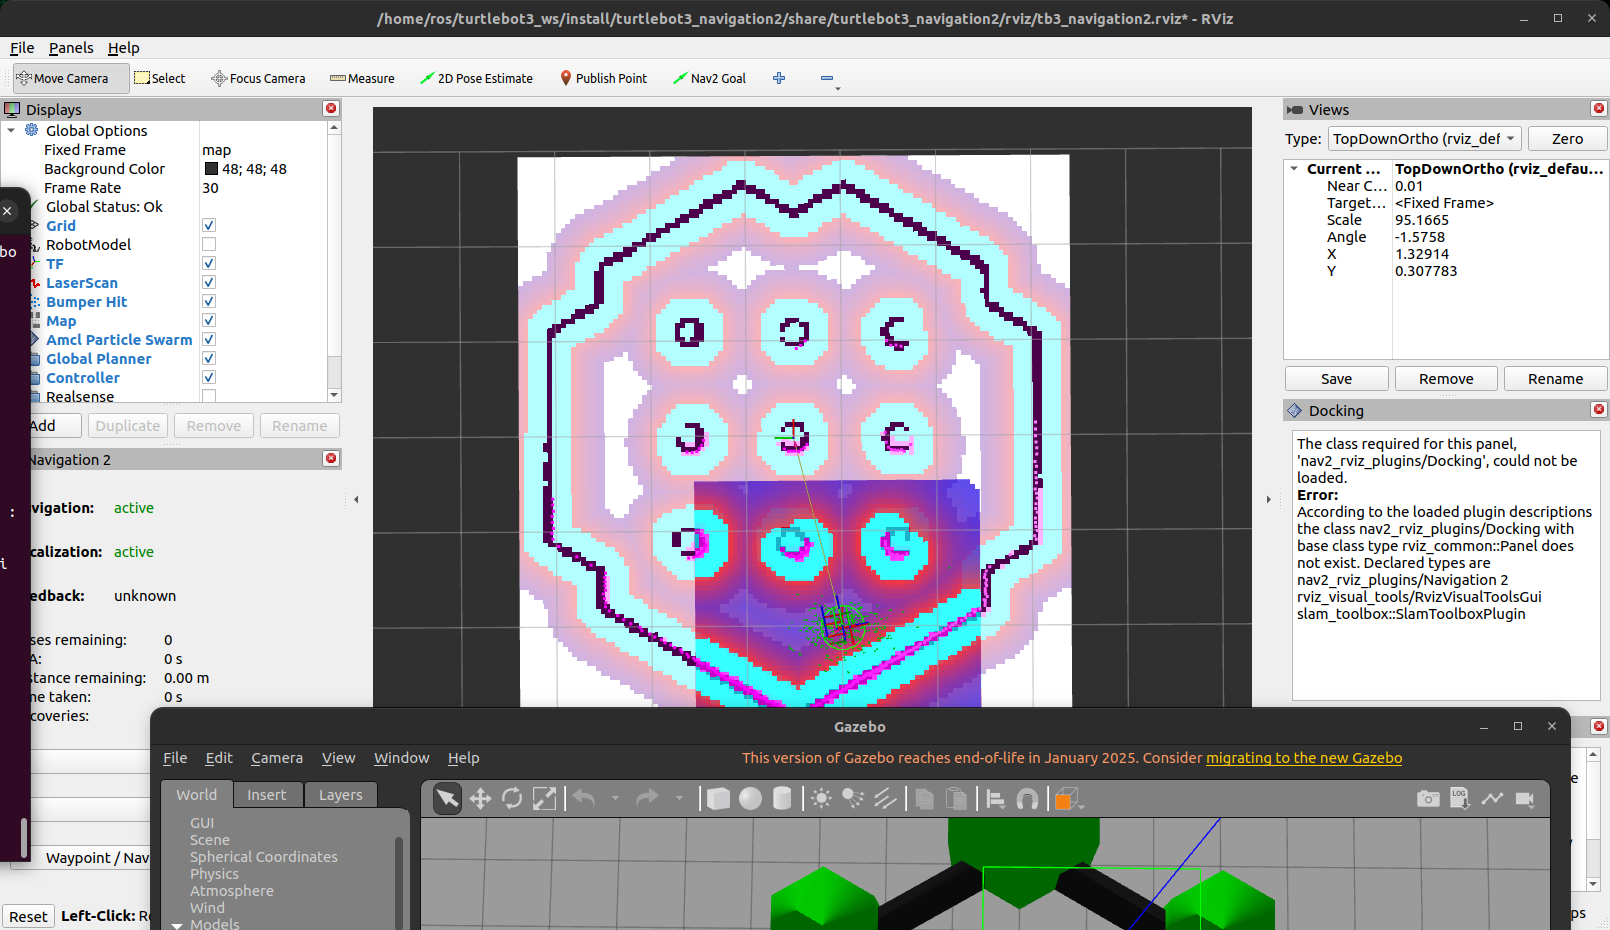 /home/ros/turtlebot3_ws/install/turtlebot3_navigation2/share/turtlebot3_navigation2/rviz/tb3_navigation2.rviz* - RViz
File Panels Help
Move Camera Select Focus Camera Measure 2D Pose Estimate Publish Point Nav2 Goal
Displays
Global Options
Fixed Frame map
Background Color 48; 48; 48
Frame Rate 30
Global Status: Ok
Grid
RobotModel
TF
LaserScan
Bumper Hit
Map
Amcl Particle Swarm
Global Planner
Controller
Realsense
Add Duplicate Remove Rename
bo
:
i
Navigation 2
vigation: active
calization: active
edback: unknown
ses remaining: 0
A: 0 s
stance remaining: 0.00 m
me taken: 0 s
coveries:
Waypoint / Nav
Reset Left-Click: Ro
Views
Type: TopDownOrtho (rviz_def Zero
Current ... TopDownOrtho (rviz_defau...
Near C... 0.01
Target... <Fixed Frame>
Scale 95.1665
Angle -1.5758
X 1.32914
Y 0.307783
Save Remove Rename
Docking
The class required for this panel,
'nav2_rviz_plugins/Docking', could not be
loaded.
Error:
According to the loaded plugin descriptions
the class nav2_rviz_plugins/Docking with
base class type rviz_common::Panel does
not exist. Declared types are
nav2_rviz_plugins/Navigation 2
rviz_visual_tools/RvizVisualToolsGui
slam_toolbox::SlamToolboxPlugin
e
ps
Gazebo
File Edit Camera View Window Help This version of Gazebo reaches end-of-life in January 2025. Consider migrating to the new Gazebo
World Insert Layers
LOG
GUI
Scene
Spherical Coordinates
Physics
Atmosphere
Wind
Models